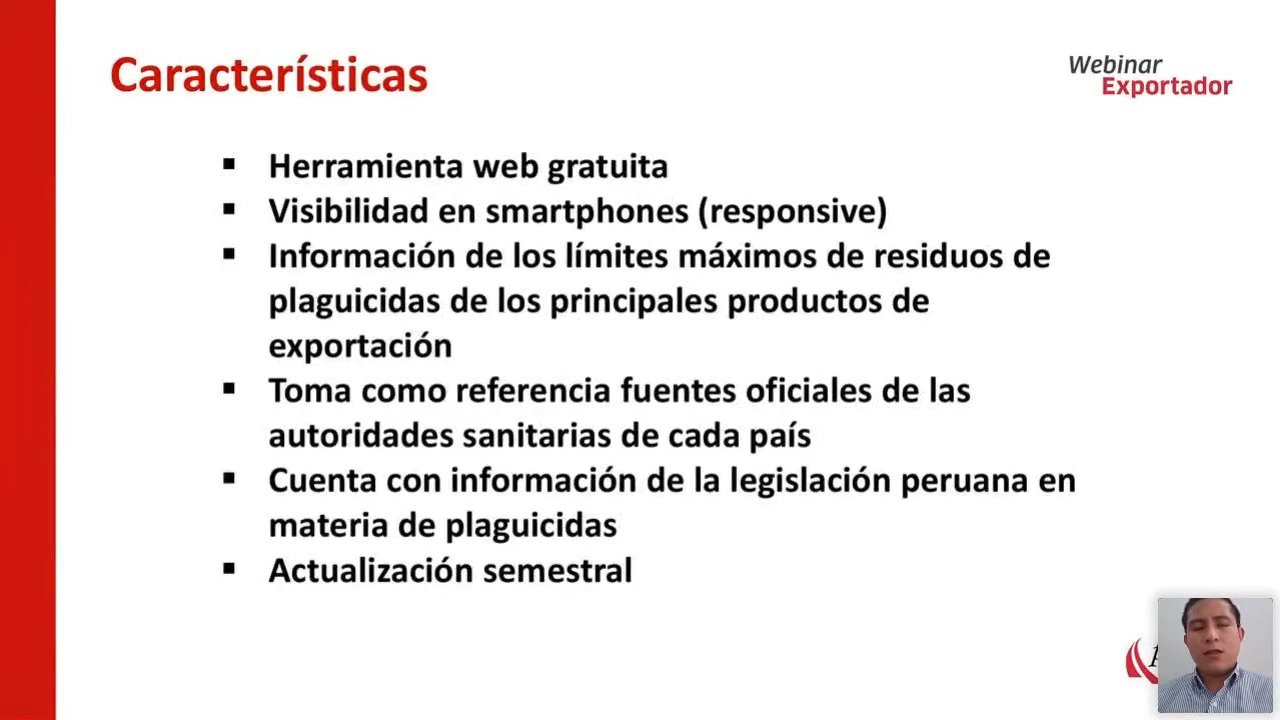 Características
Webinar
Exportador
▪ Herramienta web gratuita
▪ Visibilidad en smartphones (responsive)
▪ Información de los límites máximos de residuos de
plaguicidas de los principales productos de
exportación
▪ Toma como referencia fuentes oficiales de las
autoridades sanitarias de cada país
▪ Cuenta con información de la legislación peruana en
materia de plaguicidas
▪ Actualización semestral